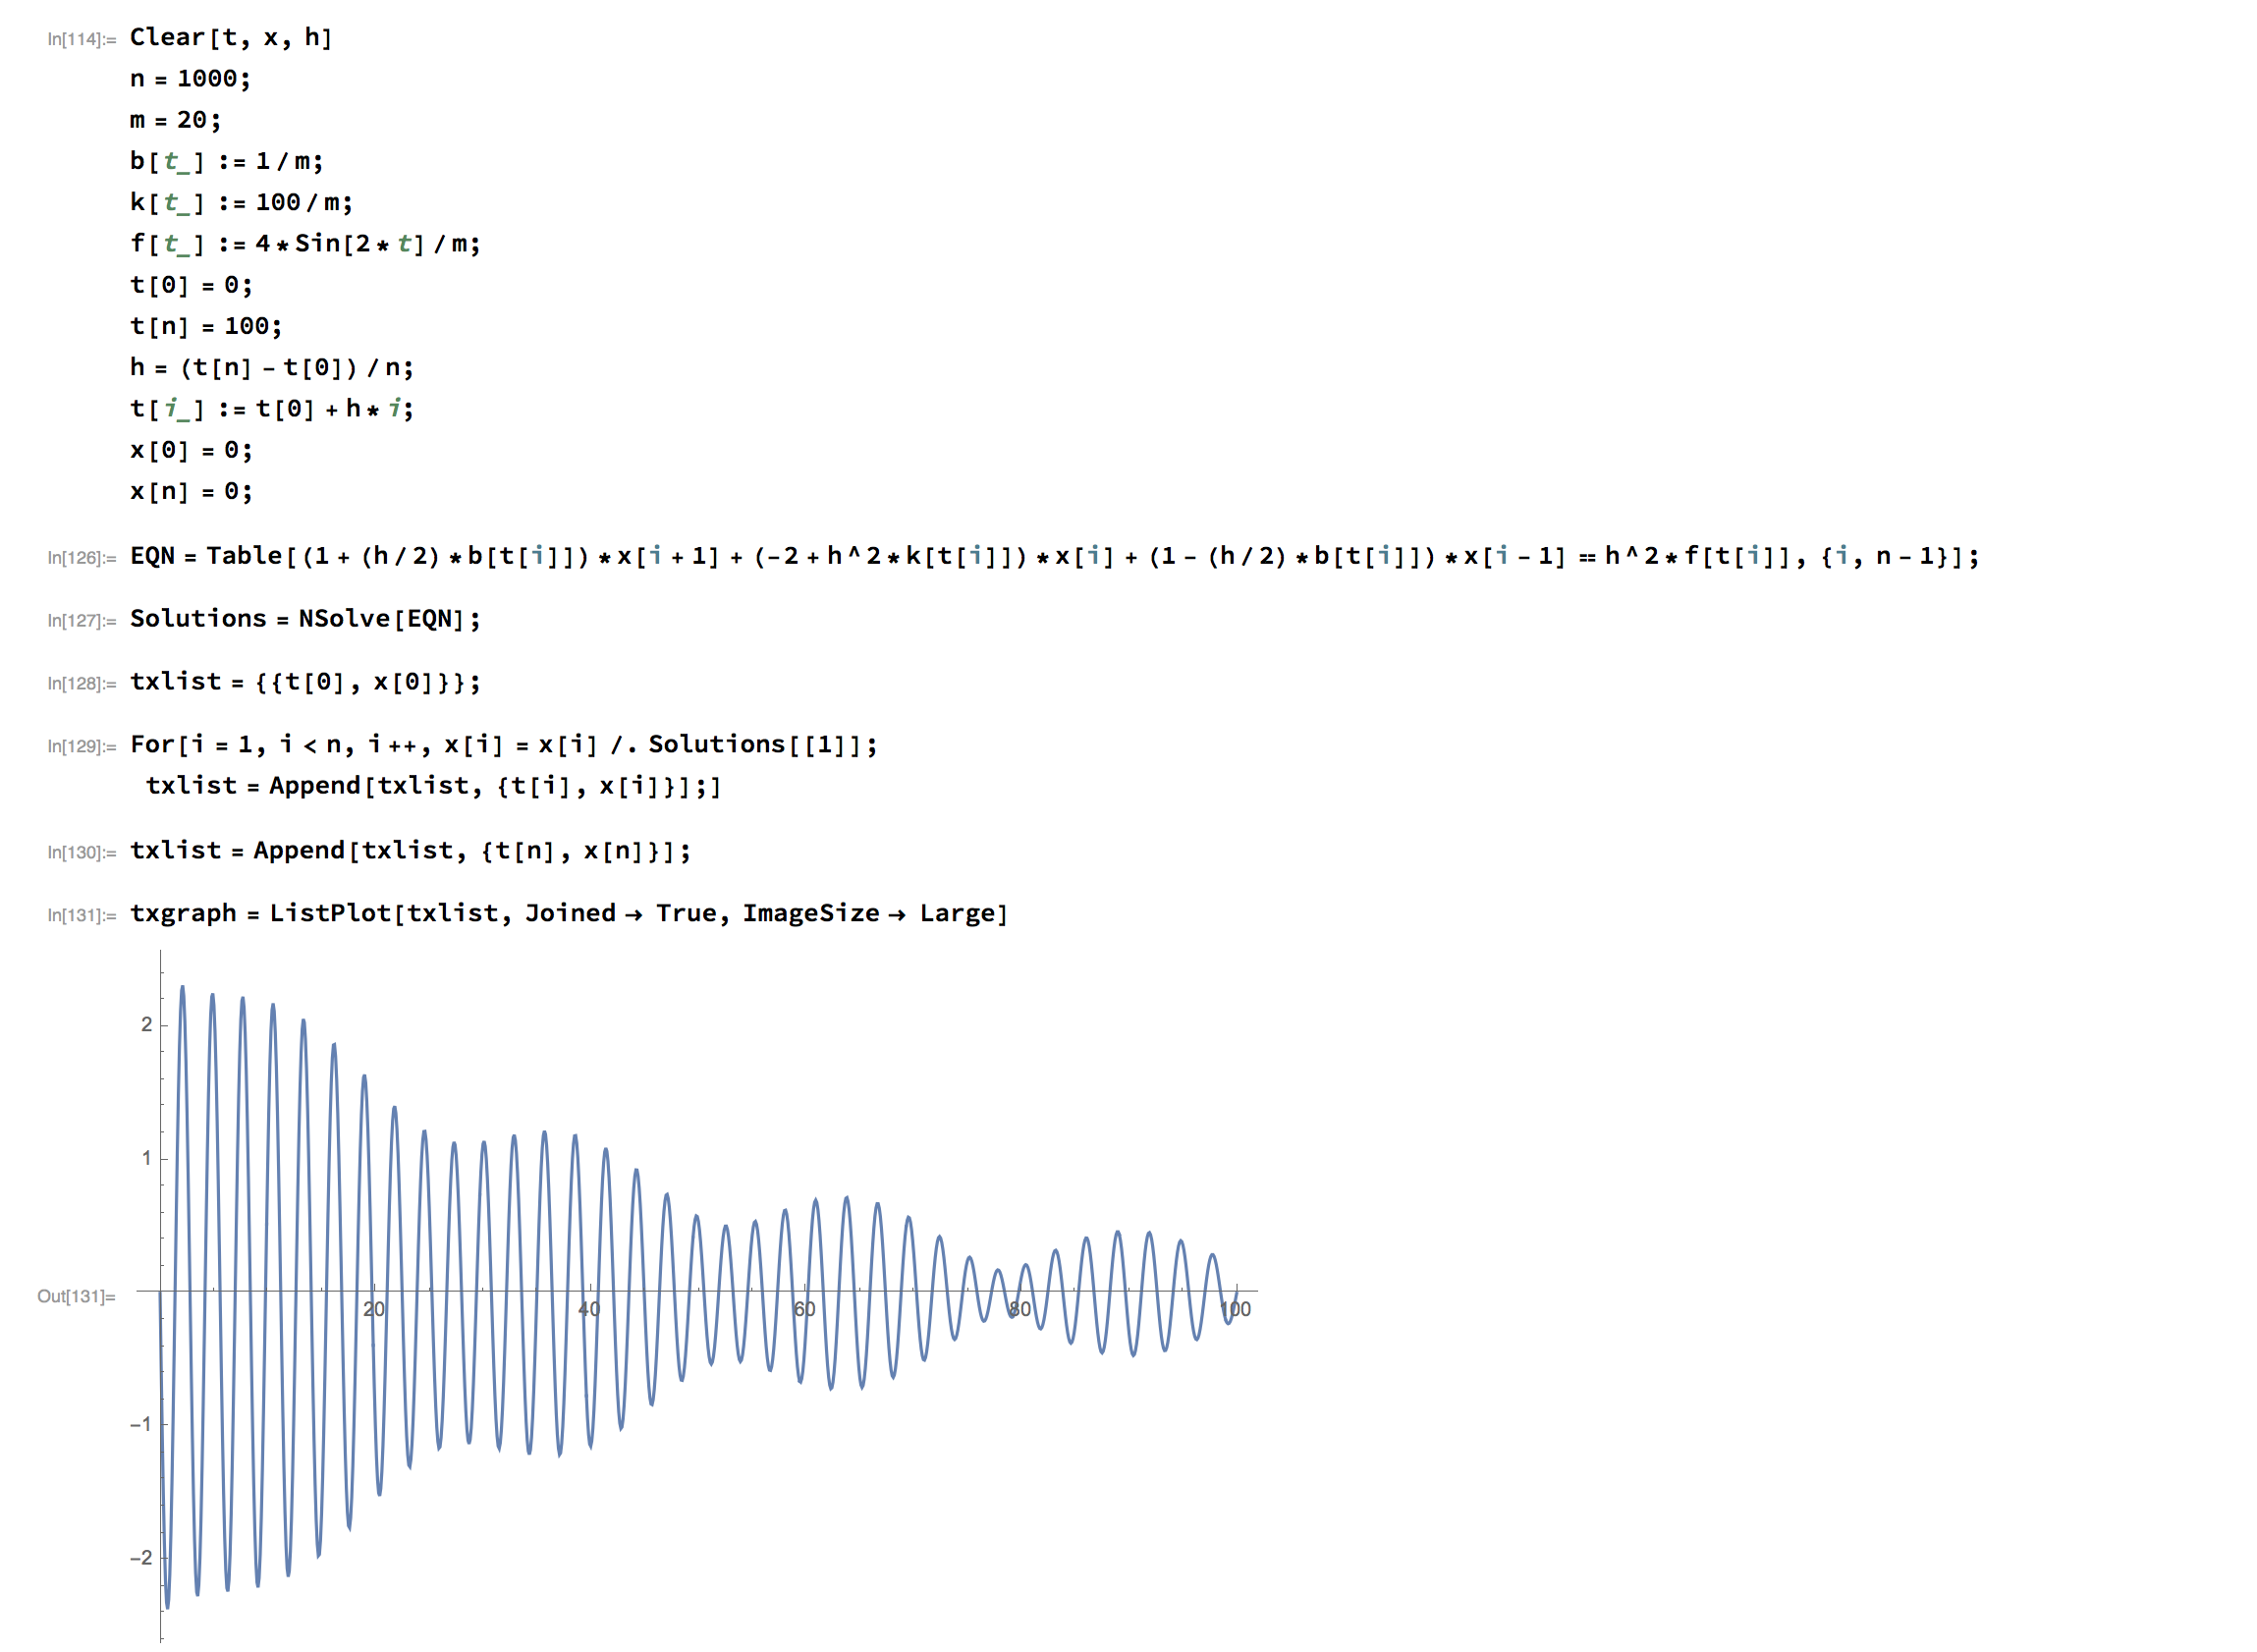 In[114]:= Clear[t, x, h]
n = 1000;
m = 20;
b[t_] := 1 / m;
k[t_] := 100 / m;
f[t_] := 4 * Sin[2 * t] / m;
t[0] = 0;
t[n] = 100;
h = (t[n] - t[0]) / n;
t[i_] := t[0] + h * i;
x[0] = 0;
x[n] = 0;
In[126]:= EQN = Table[(1 + (h / 2) * b[t[i]]) * x[i + 1] + (-2 + h ^ 2 * k[t[i]]) * x[i] + (1 - (h / 2) * b[t[i]]) * x[i - 1] == h ^ 2 * f[t[i]], {i, n - 1}];
In[127]:= Solutions = NSolve[EQN];
In[128]:= txlist = {{t[0], x[0]}};
In[129]:= For[i = 1, i < n, i ++, x[i] = x[i] /. Solutions[[1]];
txlist = Append[txlist, {t[i], x[i]}];]
In[130]:= txlist = Append[txlist, {t[n], x[n]}];
In[131]:= txgraph = ListPlot[txlist, Joined → True, ImageSize → Large]
2
1
Out[131]=
20 40 60 80 100
-1
-2